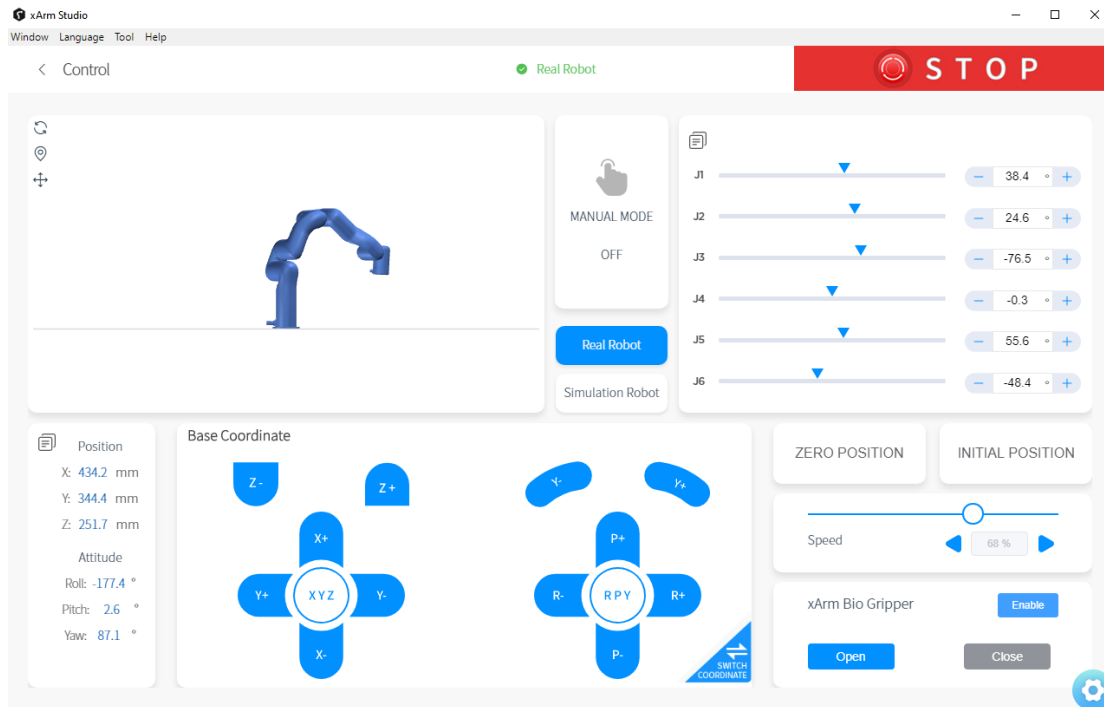 xArm Studio
Window Language Tool Help
Control
Real Robot
STOP
MANUAL MODE
OFF
Real Robot
Simulation Robot
J1 − 38.4 ° +
J2 − 24.6 ° +
J3 − -76.5 ° +
J4 − -0.3 ° +
J5 − 55.6 ° +
J6 − -48.4 ° +
Position
X: 434.2 mm
Y: 344.4 mm
Z: 251.7 mm
Attitude
Roll: -177.4 °
Pitch: 2.6 °
Yaw: 87.1 °
Base Coordinate
Z -
Z +
X+
Y+ XYZ Y-
X-
Y-
Y+
P+
R- RPY R+
P-
SWITCH
COORDINATE
ZERO POSITION
INITIAL POSITION
Speed
68 %
xArm Bio Gripper
Enable
Open
Close